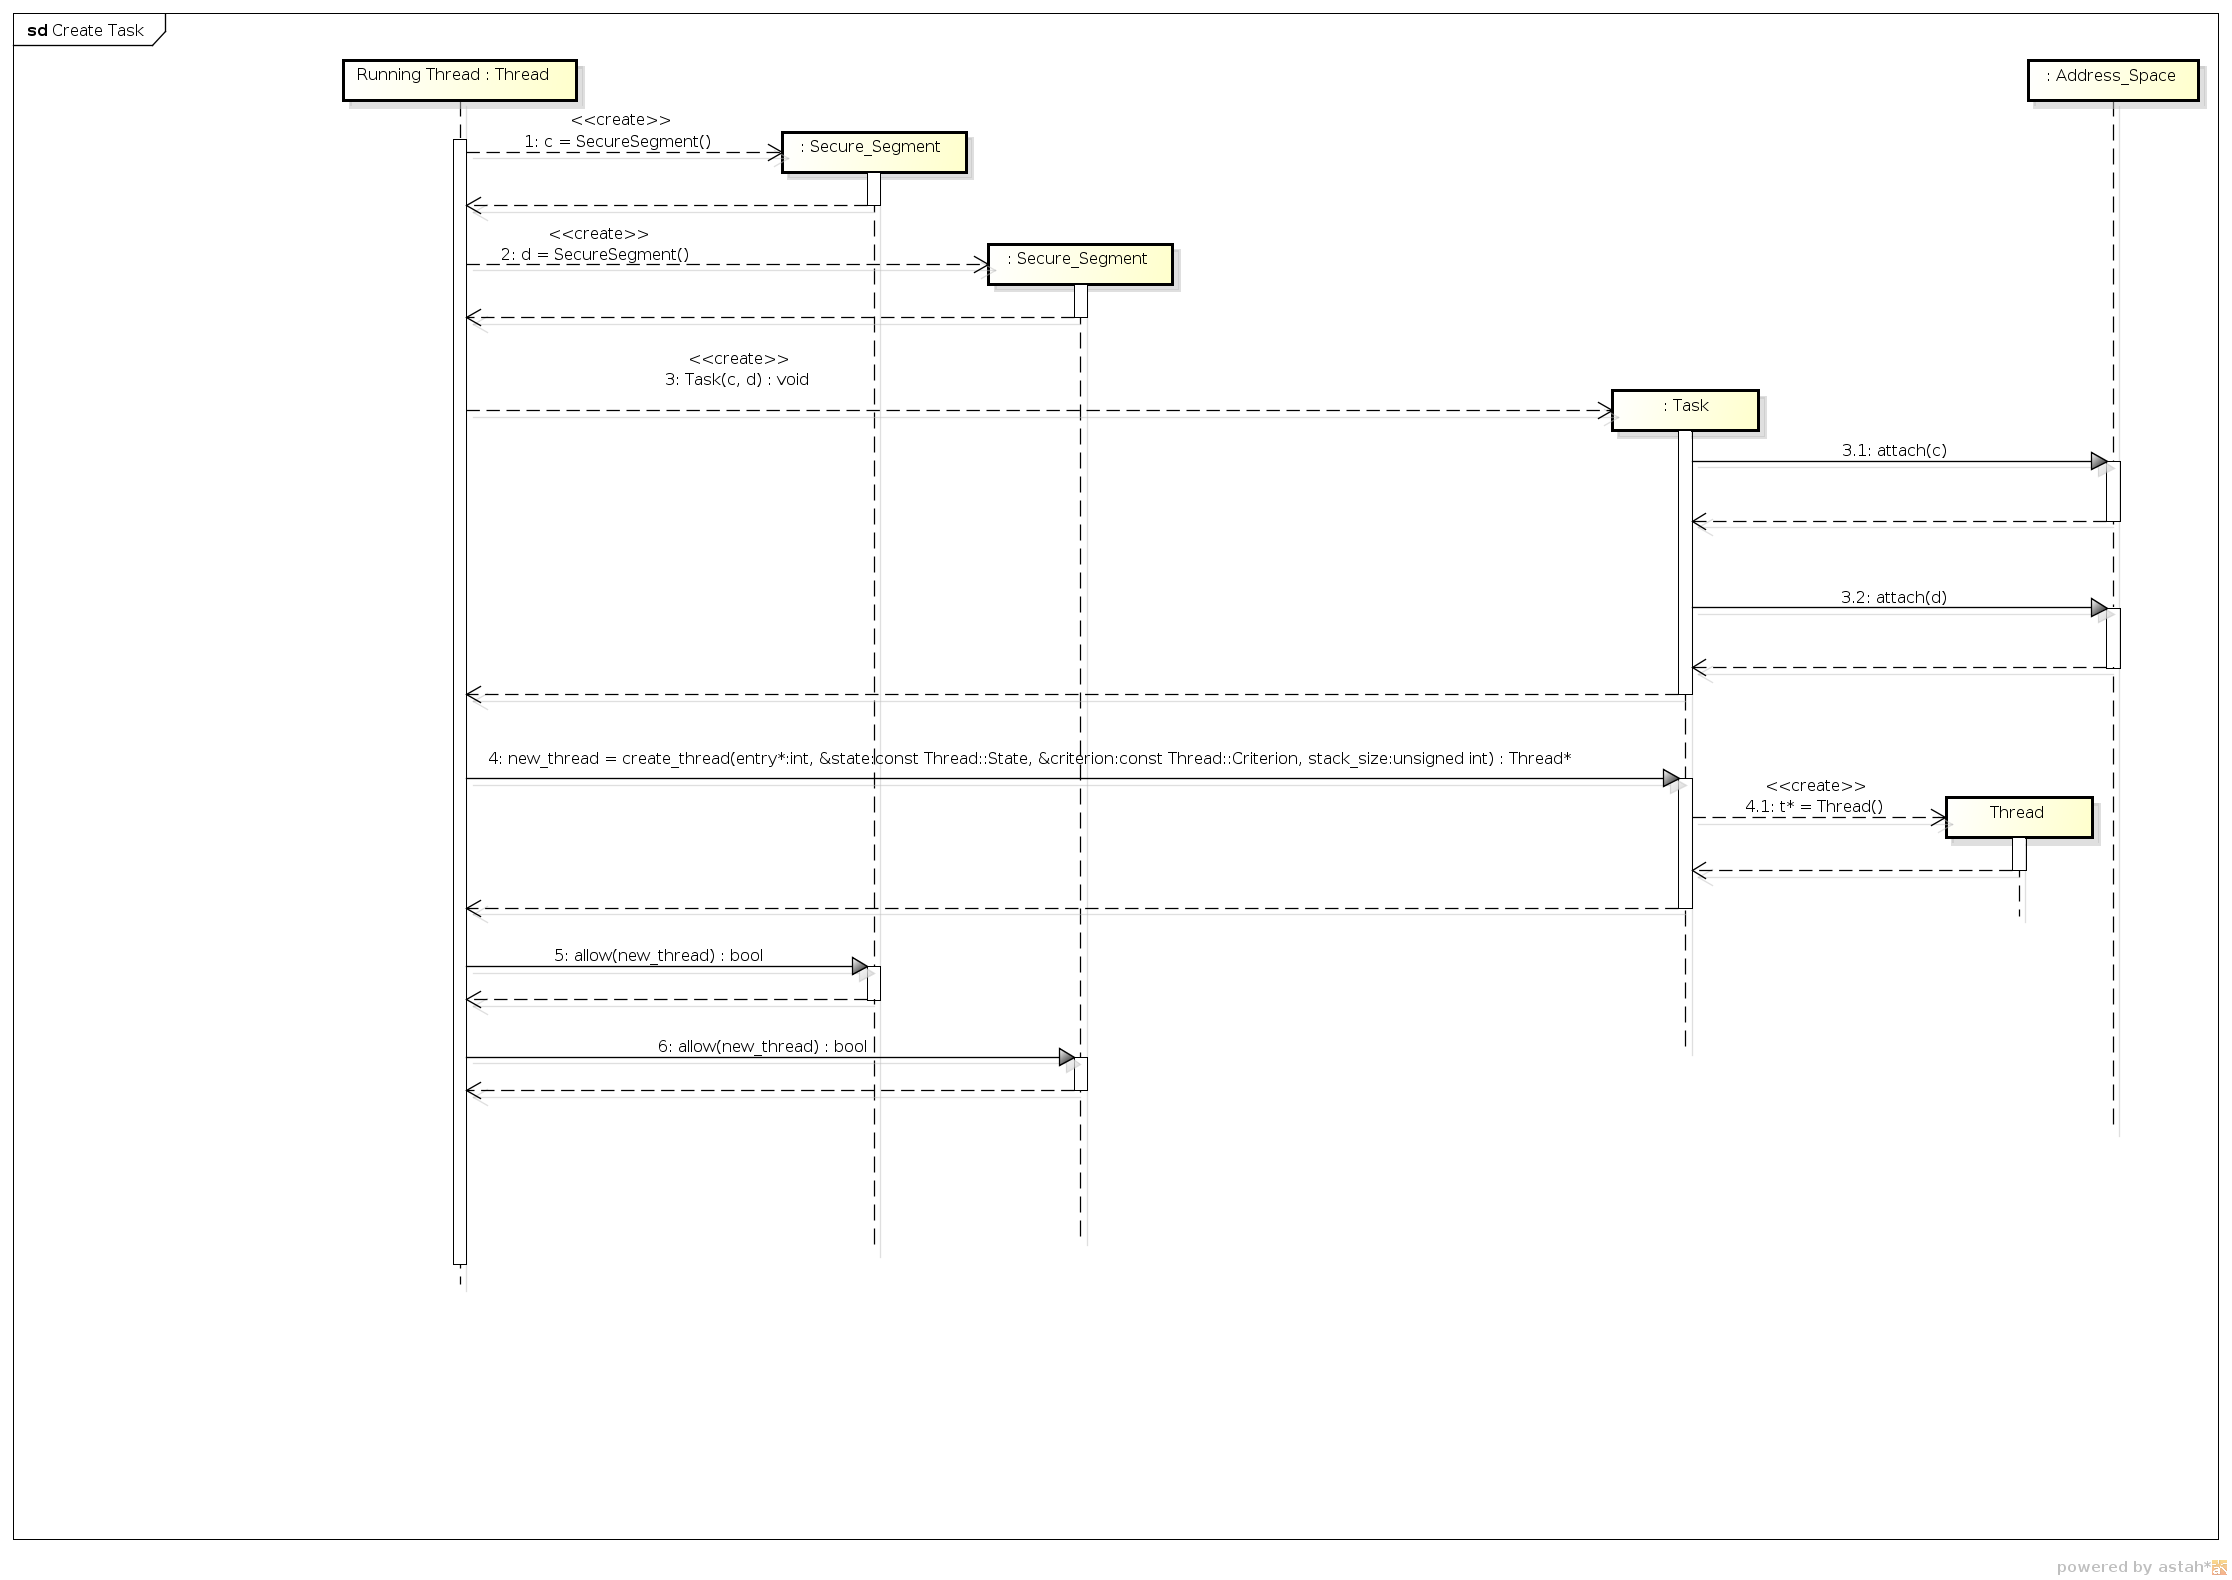 sd Create Task
Running Thread : Thread
: Address_Space
<<create>>
1: c = SecureSegment()
: Secure_Segment
<<create>>
2: d = SecureSegment()
: Secure_Segment
<<create>>
3: Task(c, d) : void
: Task
3.1: attach(c)
3.2: attach(d)
4: new_thread = create_thread(entry*:int, &state:const Thread::State, &criterion:const Thread::Criterion, stack_size:unsigned int) : Thread*
<<create>>
4.1: t* = Thread()
Thread
5: allow(new_thread) : bool
6: allow(new_thread) : bool
powered by astah*